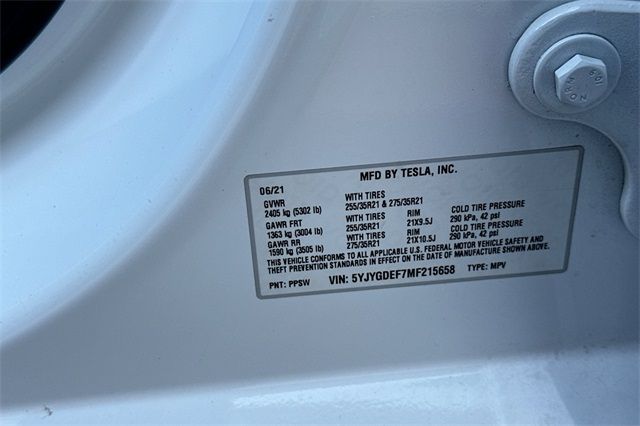 MFD BY TESLA, INC.
06/21
GVWR WITH TIRES
2405 kg (5302 lb) 255/35R21 & 275/35R21
GAWR FRT WITH TIRES RIM COLD TIRE PRESSURE
1363 kg (3004 lb) 255/35R21 21X9.5J 290 kPa, 42 psi
GAWR RR WITH TIRES RIM COLD TIRE PRESSURE
1590 kg (3505 lb) 275/35R21 21X10.5J 290 kPa, 42 psi
THIS VEHICLE CONFORMS TO ALL APPLICABLE U.S. FEDERAL MOTOR VEHICLE SAFETY AND
THEFT PREVENTION STANDARDS IN EFFECT ON THE DATE OF MANUFACTURE SHOWN ABOVE.
PNT: PPSW VIN: 5YJYGDEF7MF215658 TYPE: MPV
10.9